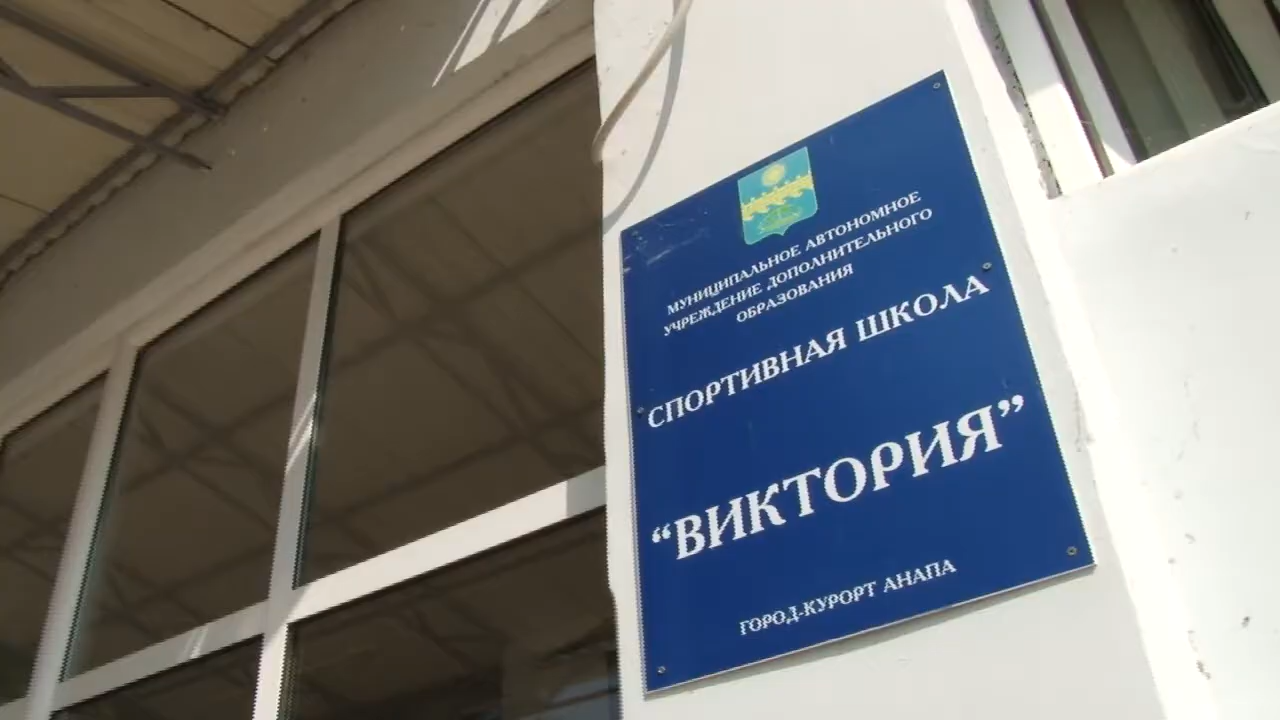 МУНИЦИПАЛЬНОЕ АВТОНОМНОЕ
УЧРЕЖДЕНИЕ ДОПОЛНИТЕЛЬНОГО
ОБРАЗОВАНИЯ
СПОРТИВНАЯ ШКОЛА
“ВИКТОРИЯ”
ГОРОД-КУРОРТ АНАПА